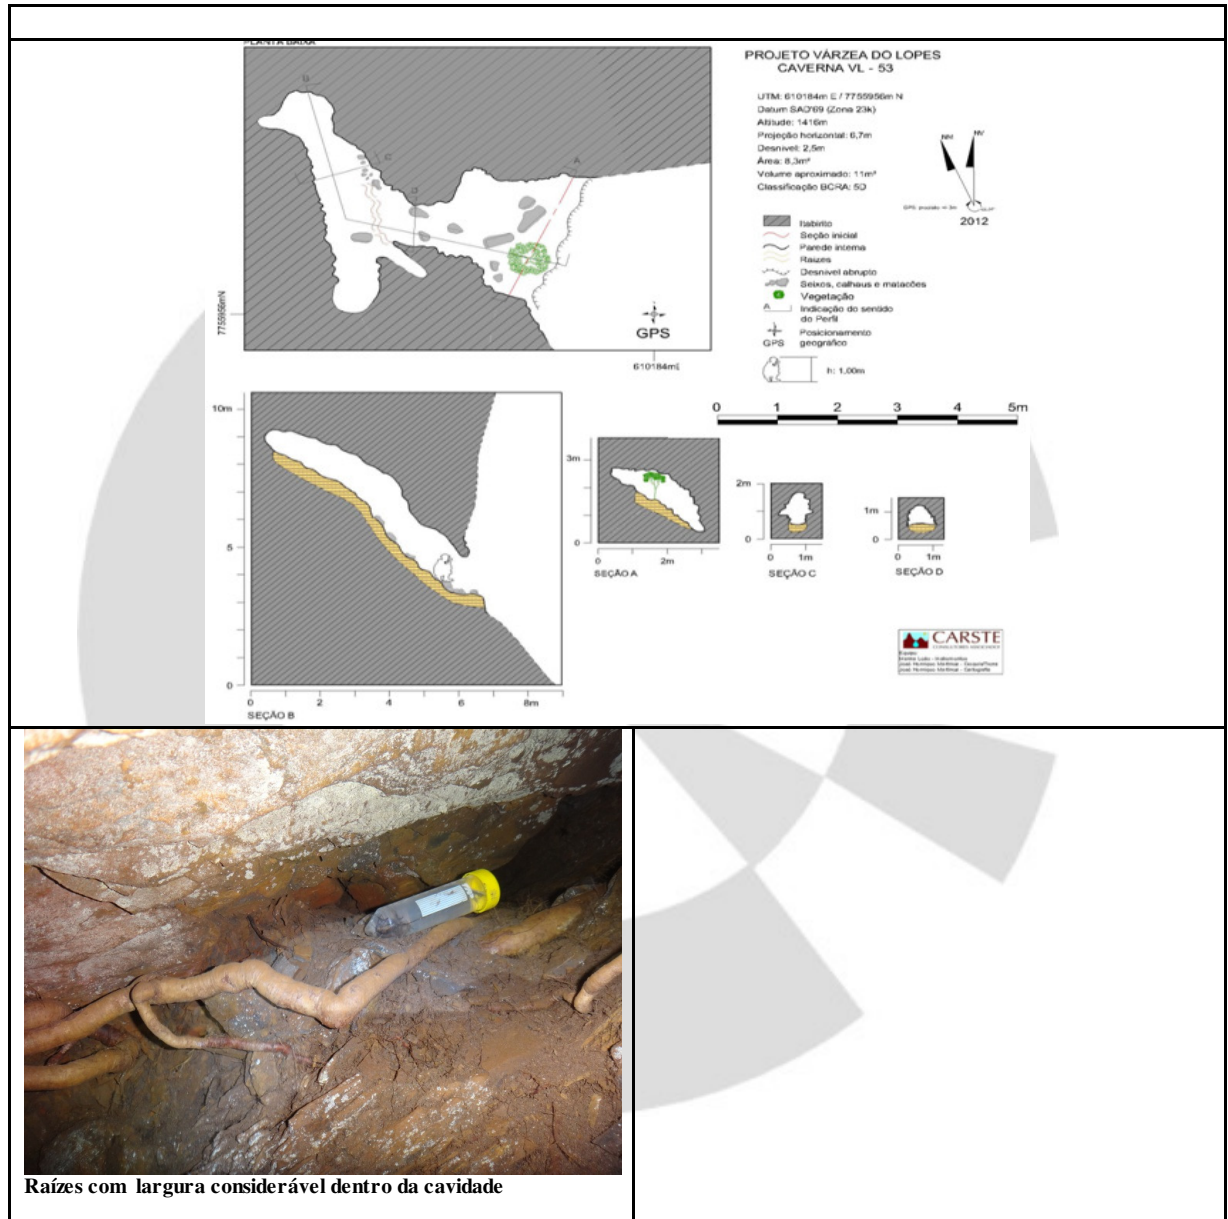 PLANTA BAIXA
PROJETO VÁRZEA DO LOPES
CAVERNA VL - 53
UTM: 610184m E / 7755956m N
Datum SAD'69 (Zona 23k)
Altitude: 1416m
Projeção horizontal: 6,7m
Desnível: 2,5m
Área: 8,3m²
Volume aproximado: 11m³
Classificação BCRA: 5D
NM
NV
2012
Itabirito
Seção inicial
Parede interna
Raízes
Desnível abrupto
Seixos, calhaus e matacões
Vegetação
A
Indicação do sentido
do Perfil
GPS
Posicionamento
geográfico
h: 1,00m
B
C
D
A
GPS
7755956mN
610184mE
0 1 2 3 4 5m
10m
5
0
0 2 4 6 8m
SEÇÃO B
3m
0
0 2m
SEÇÃO A
2m
0
0 1m
SEÇÃO C
1m
0
0 1m
SEÇÃO D
CARSTE
CONSULTORES ASSOCIADOS
Raízes com largura considerável dentro da cavidade